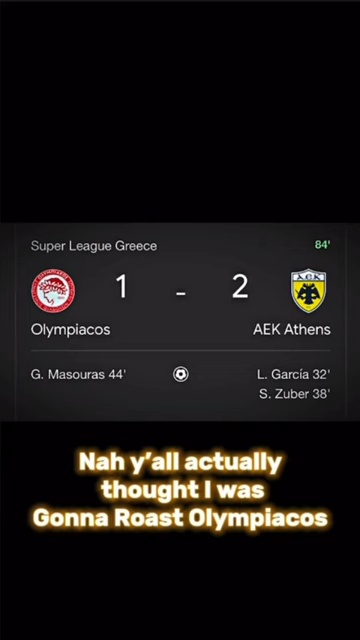 Super League Greece 84'
1 - 2
Olympiacos AEK Athens
G. Masouras 44' L. García 32'
S. Zuber 38'
Nah y'all actually
thought I was
Gonna Roast Olympiacos